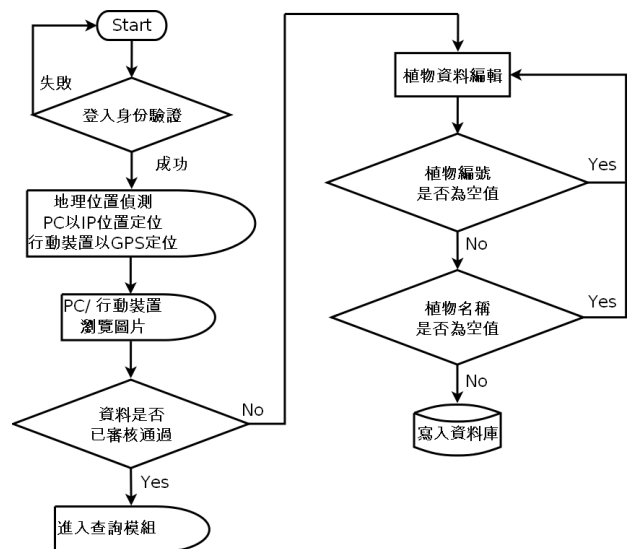 Start
失敗
登入身份驗證
成功
地理位置偵測
PC以IP位置定位
行動裝置以GPS定位
PC/ 行動裝置
瀏覽圖片
資料是否
已審核通過
No
Yes
進入查詢模組
植物資料編輯
植物編號
是否為空值
Yes
No
植物名稱
是否為空值
Yes
No
寫入資料庫